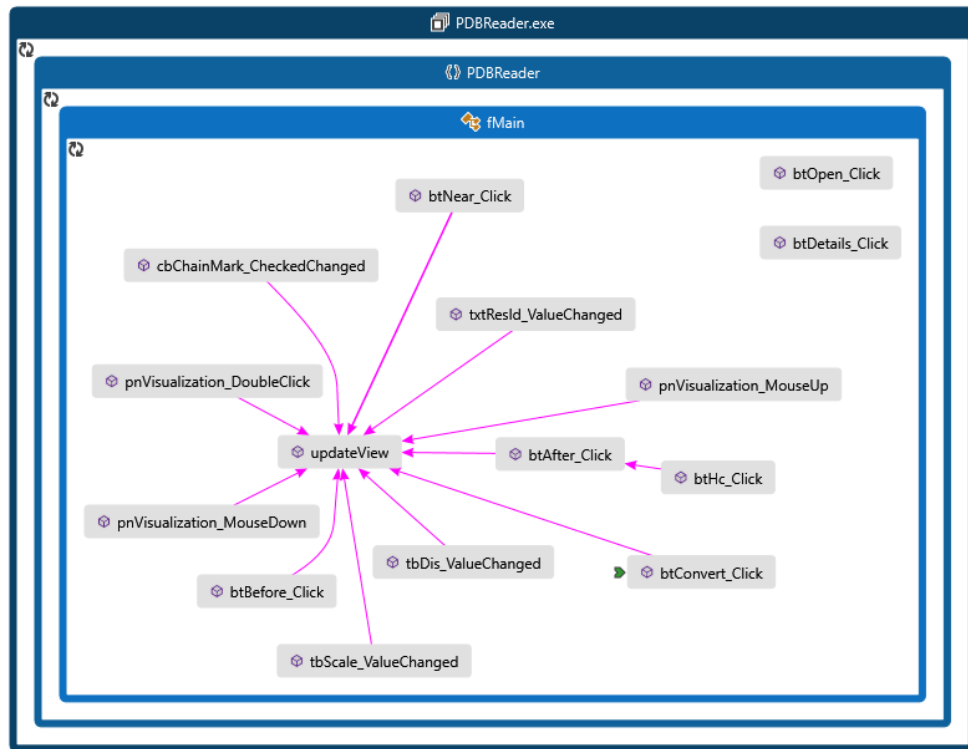 PDBReader.exe
PDBReader
fMain
btOpen_Click
btNear_Click
btDetails_Click
cbChainMark_CheckedChanged
txtResId_ValueChanged
pnVisualization_DoubleClick
pnVisualization_MouseUp
updateView
btAfter_Click
btHc_Click
pnVisualization_MouseDown
tbDis_ValueChanged
btConvert_Click
btBefore_Click
tbScale_ValueChanged